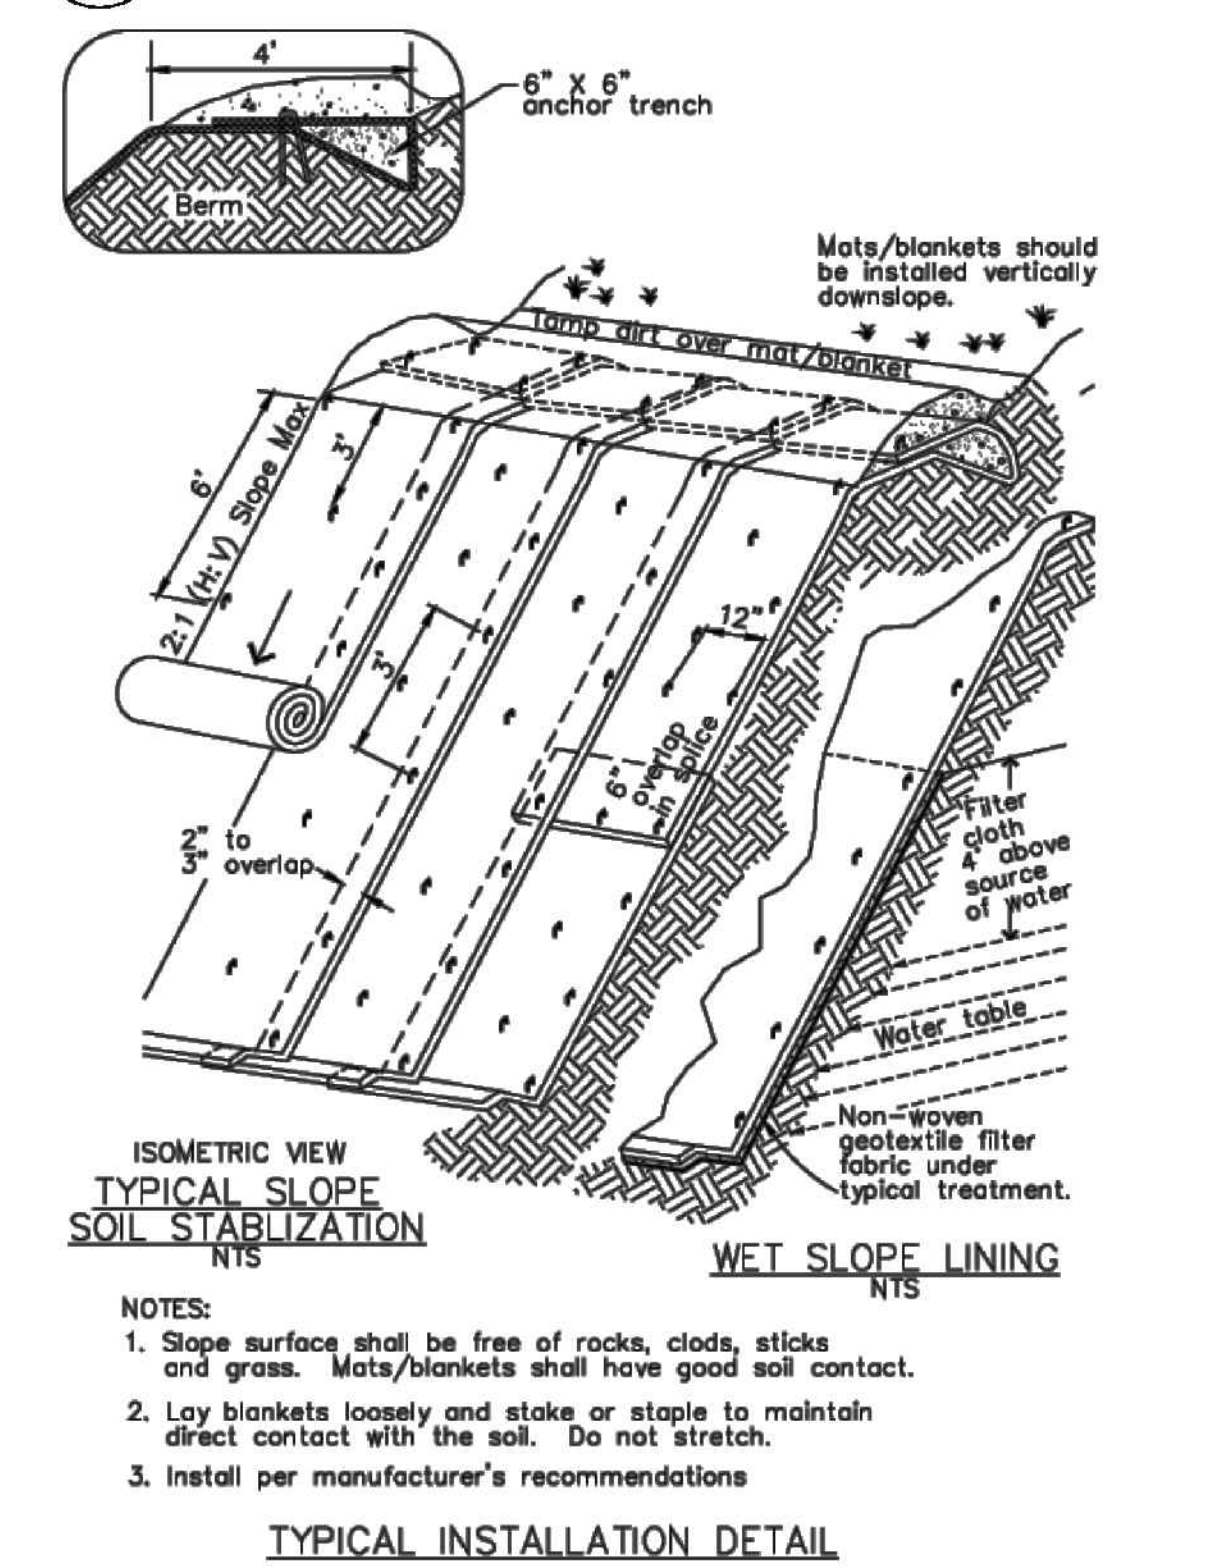 4'
6" X 6"
anchor trench
Berm
Mats/blankets should
be installed vertically
downslope.
Tamp dirt over mat/blanket
6'
2:1 (H:V) Slope Max
3'
3'
12"
6"
overlap
in splice
2" to
3" overlap
Filter
cloth
4' above
source
of water
Water table
Non-woven
geotextile filter
fabric under
typical treatment.
ISOMETRIC VIEW
TYPICAL SLOPE
SOIL STABLIZATION
NTS
WET SLOPE LINING
NTS
NOTES:
1. Slope surface shall be free of rocks, clods, sticks
and grass. Mats/blankets shall have good soil contact.
2. Lay blankets loosely and stake or staple to maintain
direct contact with the soil. Do not stretch.
3. Install per manufacturer's recommendations
TYPICAL INSTALLATION DETAIL